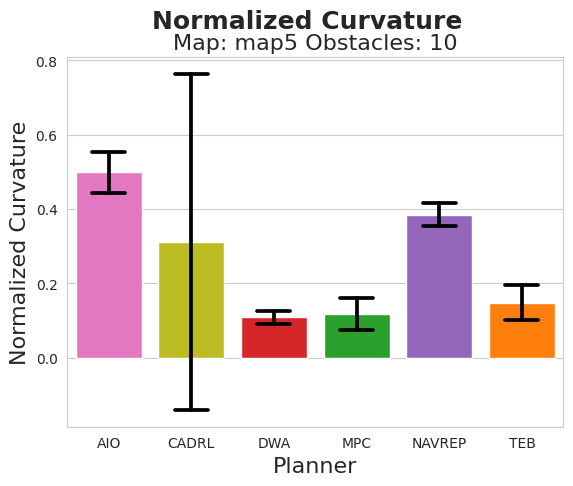 Normalized Curvature
Map: map5 Obstacles: 10
Normalized Curvature
0.8
0.6
0.4
0.2
0.0
AIO CADRL DWA MPC NAVREP TEB
Planner